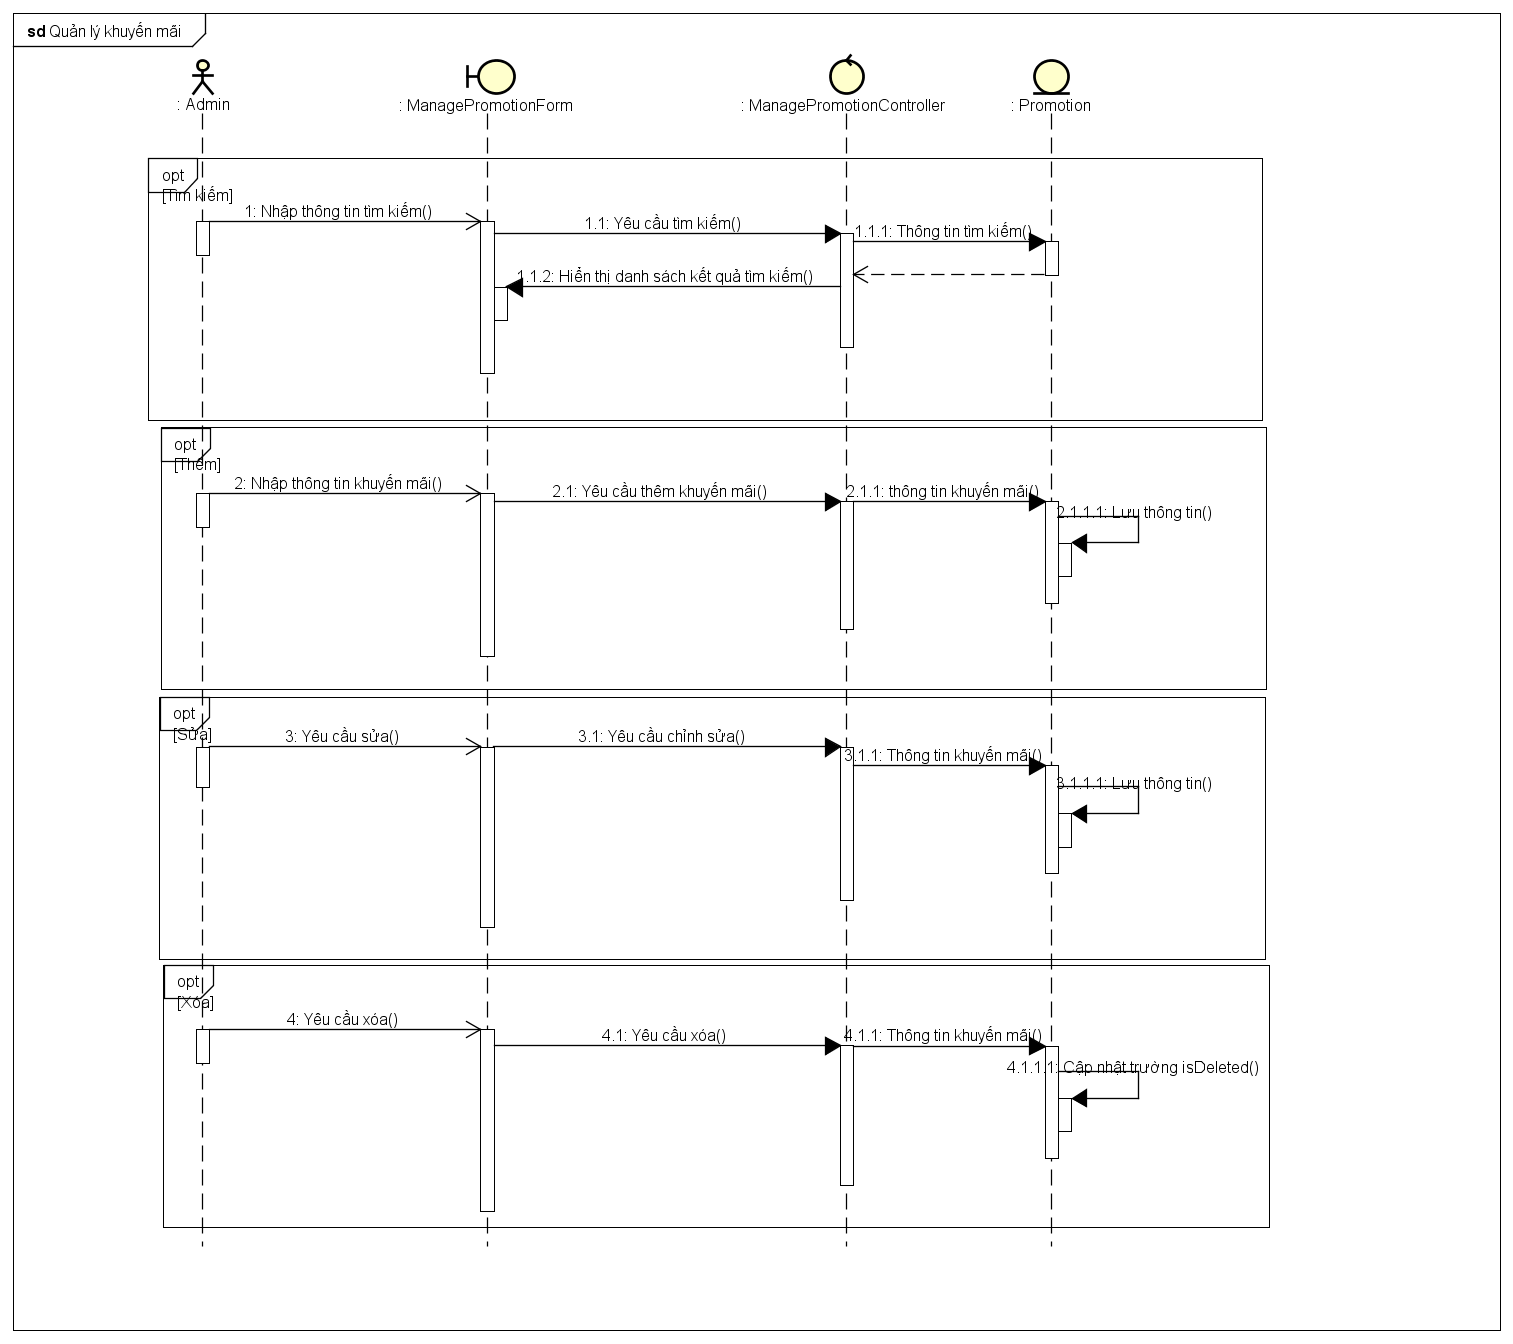 sd Quản lý khuyến mãi
: Admin
: ManagePromotionForm
: ManagePromotionController
: Promotion
opt
[Tìm kiếm]
1: Nhập thông tin tìm kiếm()
1.1: Yêu cầu tìm kiếm()
1.1.1: Thông tin tìm kiếm()
1.1.2: Hiển thị danh sách kết quả tìm kiếm()
opt
[Thêm]
2: Nhập thông tin khuyến mãi()
2.1: Yêu cầu thêm khuyến mãi()
2.1.1: thông tin khuyến mãi()
2.1.1.1: Lưu thông tin()
opt
[Sửa]
3: Yêu cầu sửa()
3.1: Yêu cầu chỉnh sửa()
3.1.1: Thông tin khuyến mãi()
3.1.1.1: Lưu thông tin()
opt
[Xóa]
4: Yêu cầu xóa()
4.1: Yêu cầu xóa()
4.1.1: Thông tin khuyến mãi()
4.1.1.1: Cập nhật trường isDeleted()